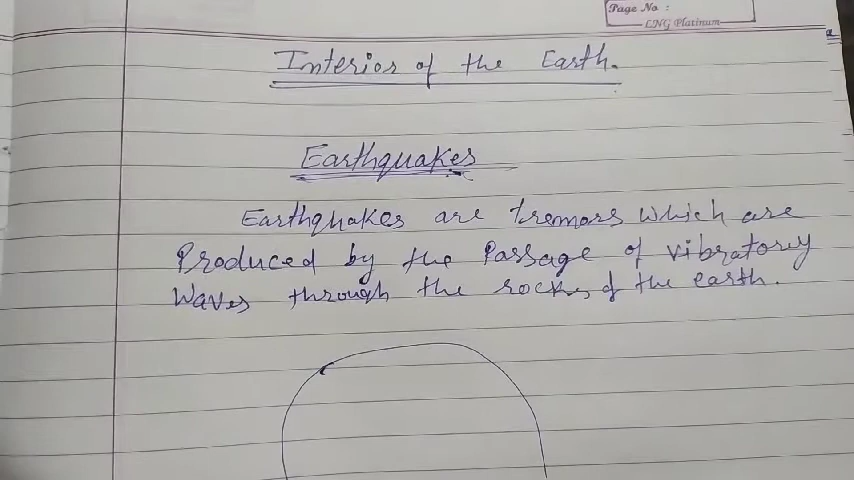 Page No :
LNG Platinum
Interior of the Earth.
Earthquakes
Earthquakes are tremors which are
Produced by the Passage of vibratory
Waves through the rocks of the earth.